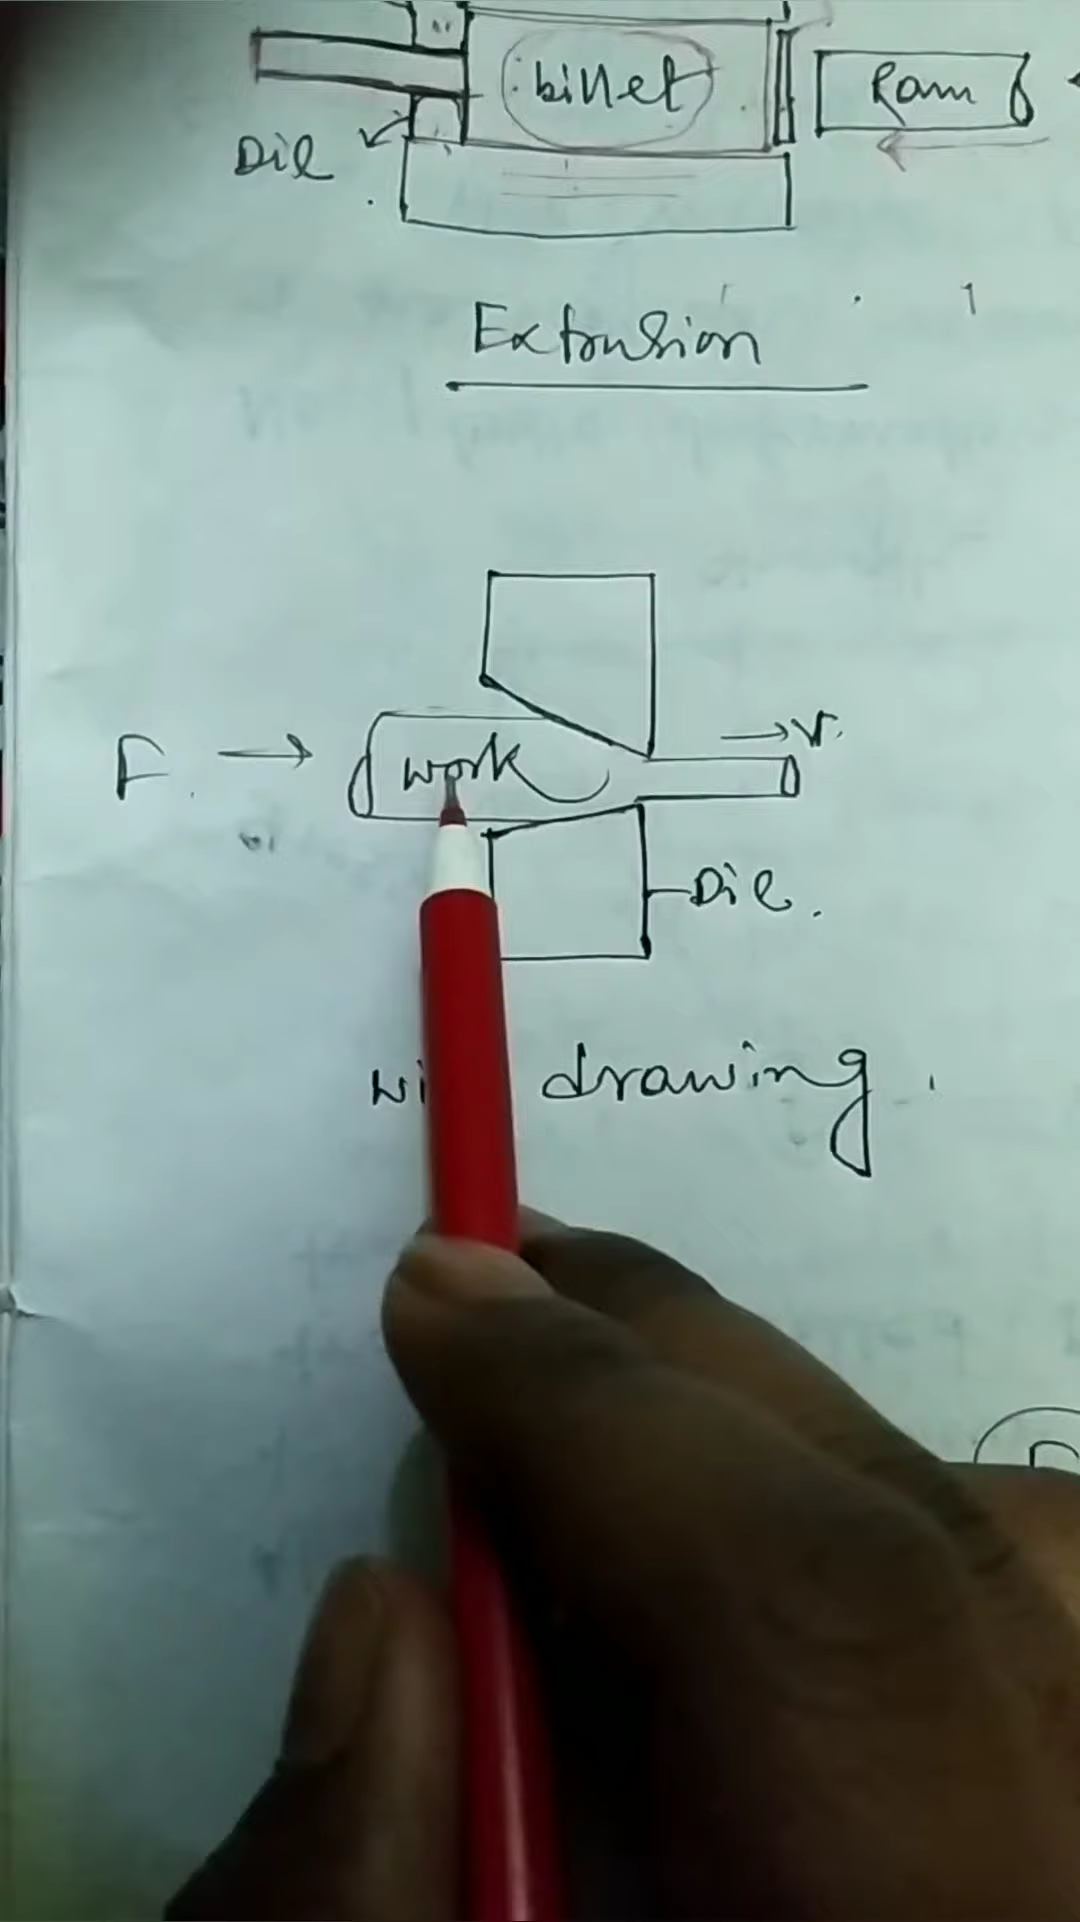 billet
Ram
Die
Extrusion
F
work
V.
Die.
drawing